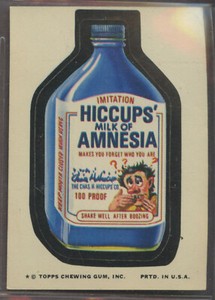 IMITATION
HICCUPS'
MILK OF
AMNESIA
MAKES YOU FORGET WHO YOU ARE
THE CHAS. H. HICCUPS CO.
100 PROOF
SHAKE WELL AFTER BOOZING
* © TOPPS CHEWING GUM, INC. PRTD. IN U.S.A.